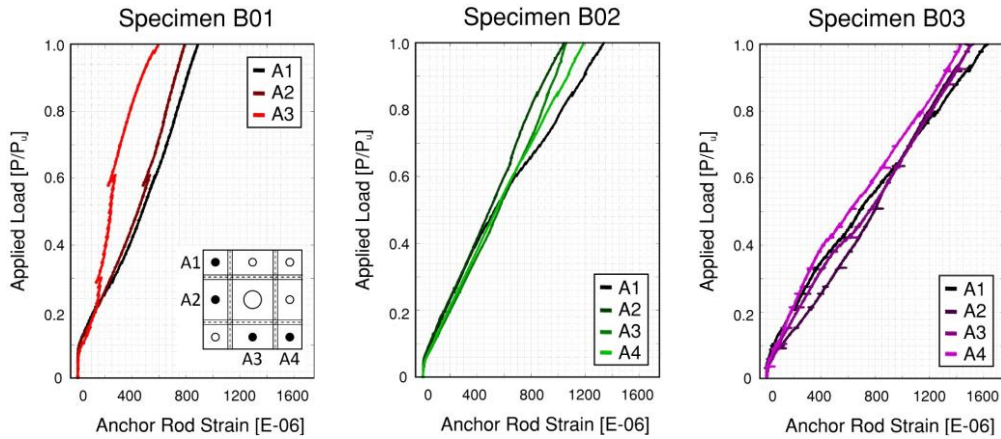 Specimen B01
Applied Load [P/Pu]
1.0
0.8
0.6
0.4
0.2
0
0 400 800 1200 1600
Anchor Rod Strain [E-06]
A1
A2
A3
A1
A2
A3 A4
Specimen B02
Applied Load [P/Pu]
1.0
0.8
0.6
0.4
0.2
0
0 400 800 1200 1600
Anchor Rod Strain [E-06]
A1
A2
A3
A4
Specimen B03
Applied Load [P/Pu]
1.0
0.8
0.6
0.4
0.2
0
0 400 800 1200 1600
Anchor Rod Strain [E-06]
A1
A2
A3
A4